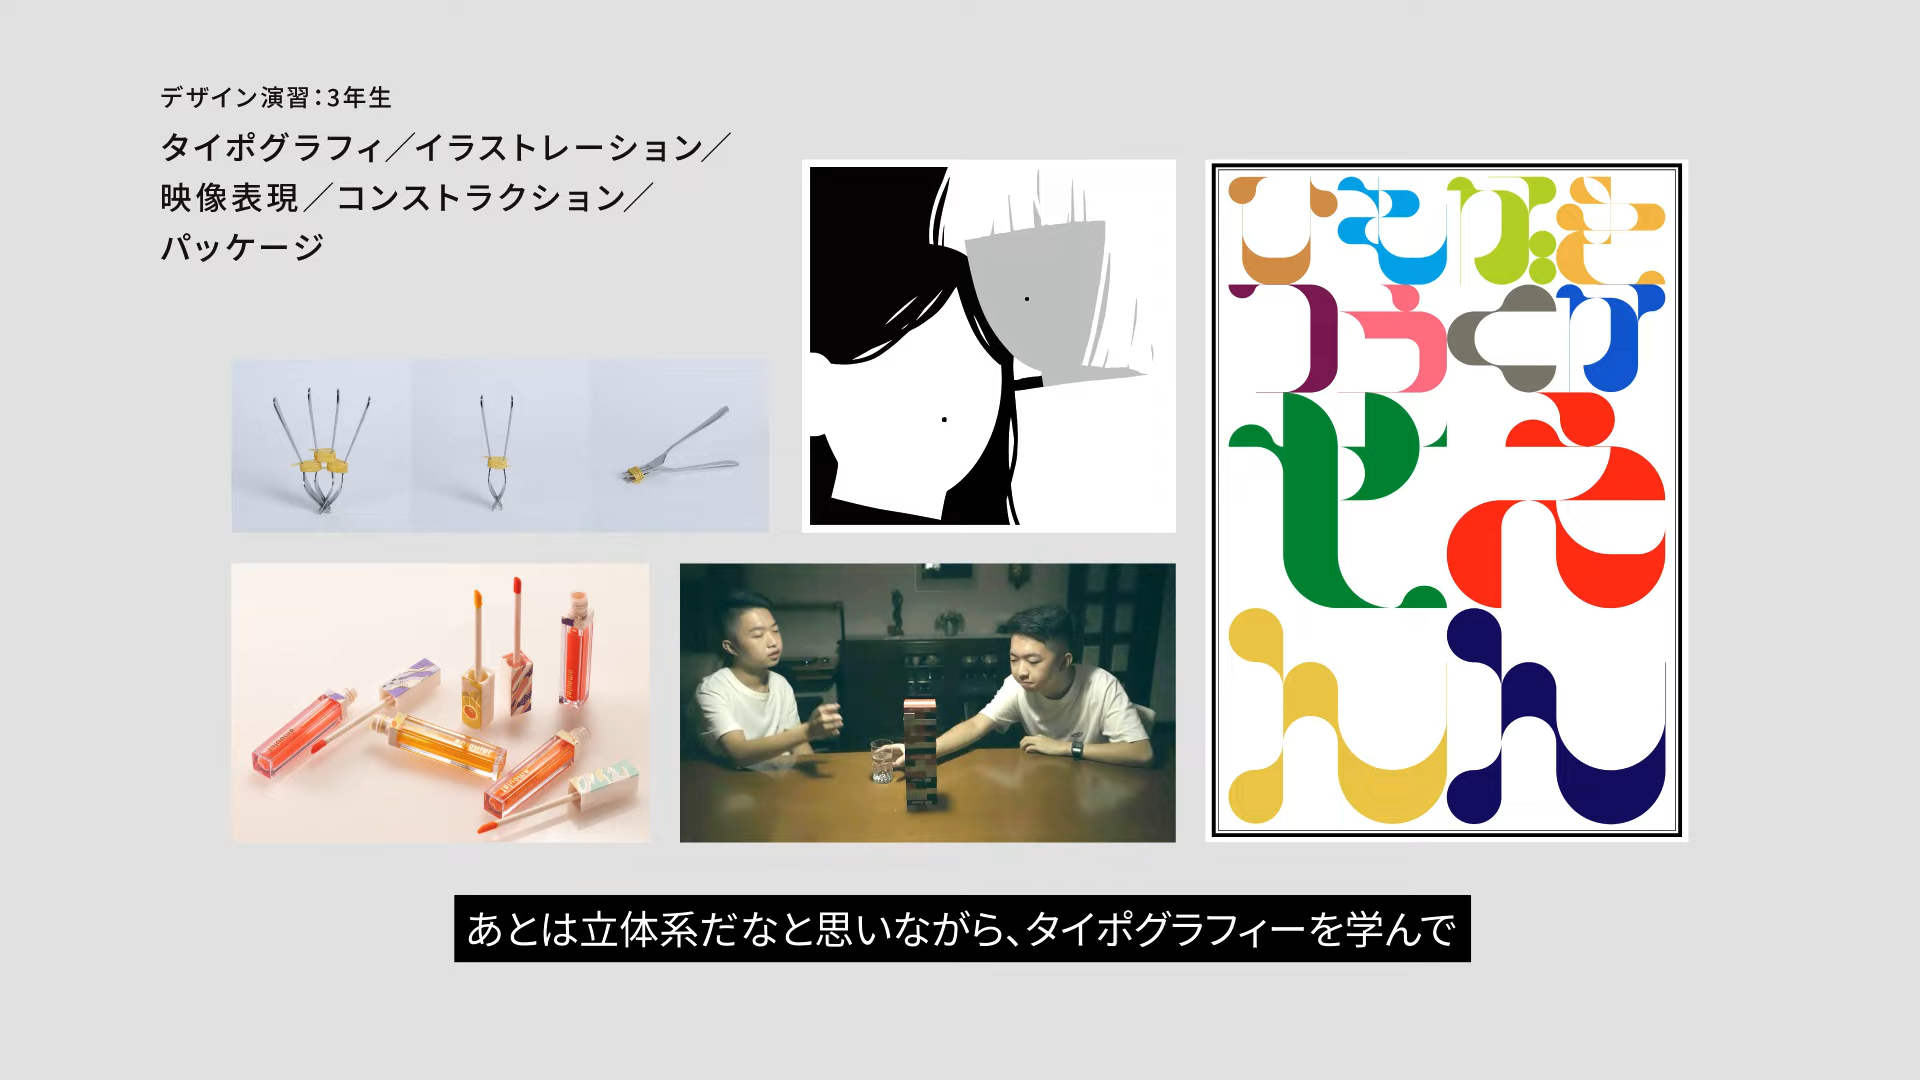 デザイン演習：3年生
タイポグラフィ／イラストレーション／
映像表現／コンストラクション／
パッケージ
あとは立体系だなと思いながら、タイポグラフィーを学んで